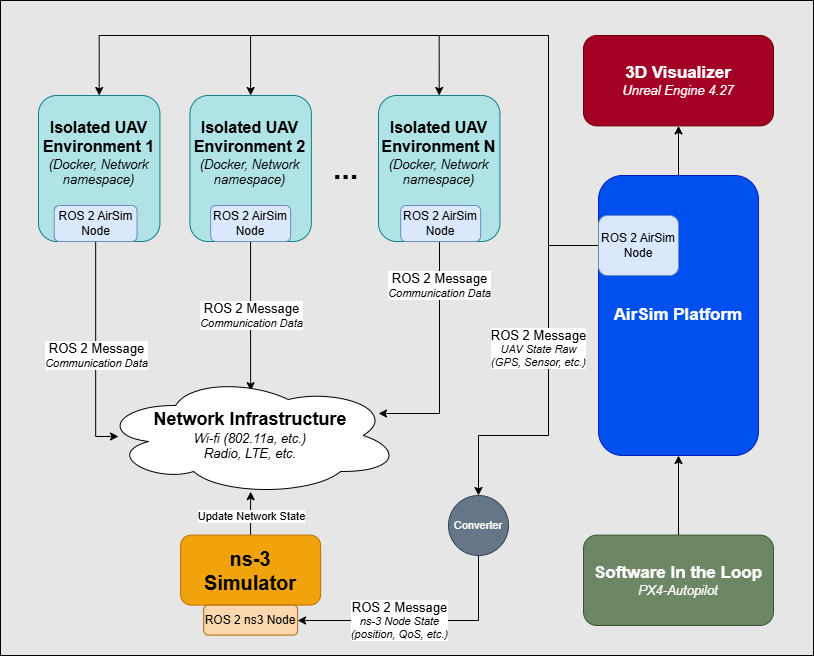 3D Visualizer
Unreal Engine 4.27
Isolated UAV
Environment 1
(Docker, Network
namespace)
ROS 2 AirSim
Node
Isolated UAV
Environment 2
(Docker, Network
namespace)
ROS 2 AirSim
Node
...
Isolated UAV
Environment N
(Docker, Network
namespace)
ROS 2 AirSim
Node
ROS 2 AirSim
Node
AirSim Platform
ROS 2 Message
Communication Data
ROS 2 Message
Communication Data
ROS 2 Message
Communication Data
ROS 2 Message
UAV State Raw
(GPS, Sensor, etc.)
Network Infrastructure
Wi-fi (802.11a, etc.)
Radio, LTE, etc.
Update Network State
Converter
ns-3
Simulator
ROS 2 ns3 Node
ROS 2 Message
ns-3 Node State
(position, QoS, etc.)
Software In the Loop
PX4-Autopilot